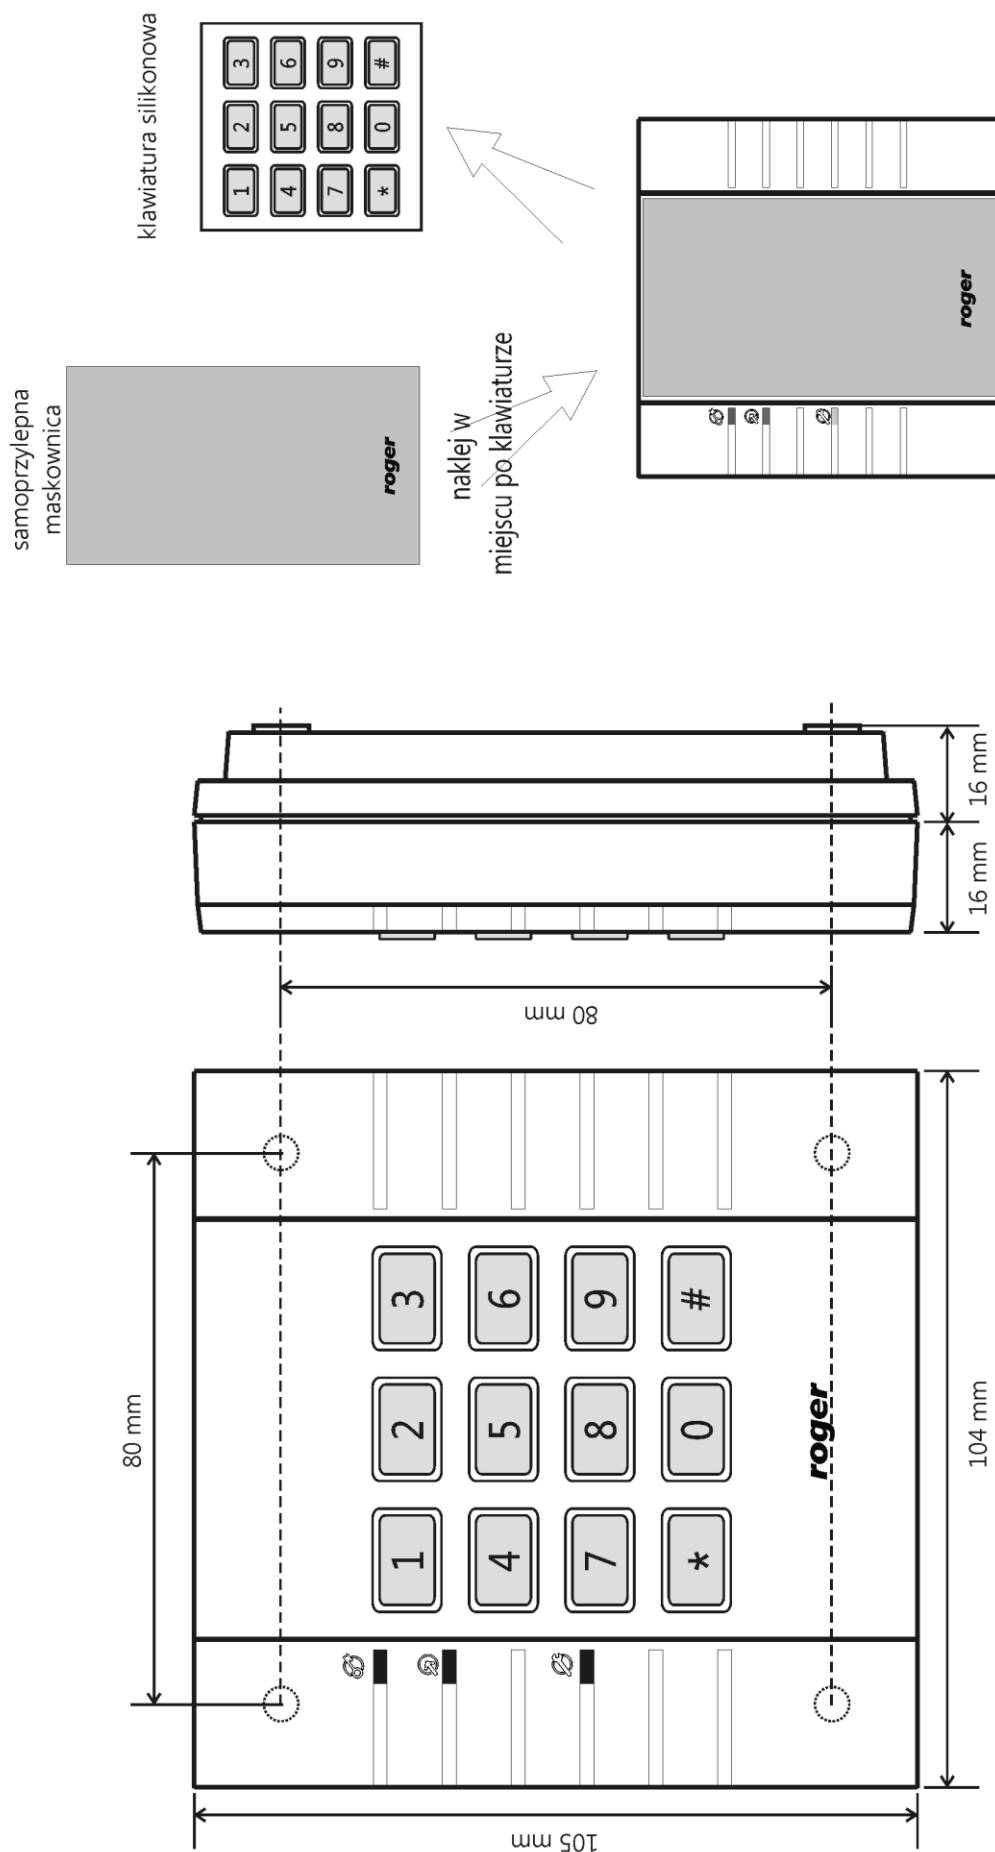 80 mm
105 mm
1
2
3
4
5
6
7
8
9
*
0
#
roger
104 mm
80 mm
16 mm
16 mm
samoprzylepna
maskownica
roger
klawiatura silikonowa
1
2
3
4
5
6
7
8
9
*
0
#
naklej w
miejscu po klawiaturze
roger